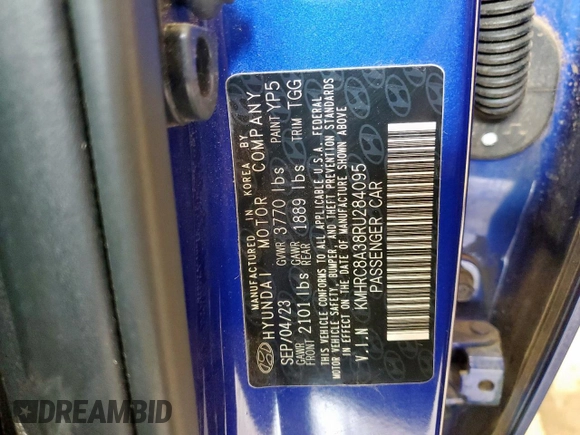 MANUFACTURED IN KOREA BY
HYUNDAI MOTOR COMPANY
SEP/04/23 GVWR 3770 lbs PAINT YP5
GAWR FRONT 2101 lbs GAWR REAR 1889 lbs TRIM TGG
THIS VEHICLE CONFORMS TO ALL APPLICABLE U.S.A. FEDERAL
MOTOR VEHICLE SAFETY, BUMPER, AND THEFT PREVENTION STANDARDS
IN EFFECT ON THE DATE OF MANUFACTURE SHOWN ABOVE
V.I.N KMHRC8A38RU284095
PASSENGER CAR
DREAMBID